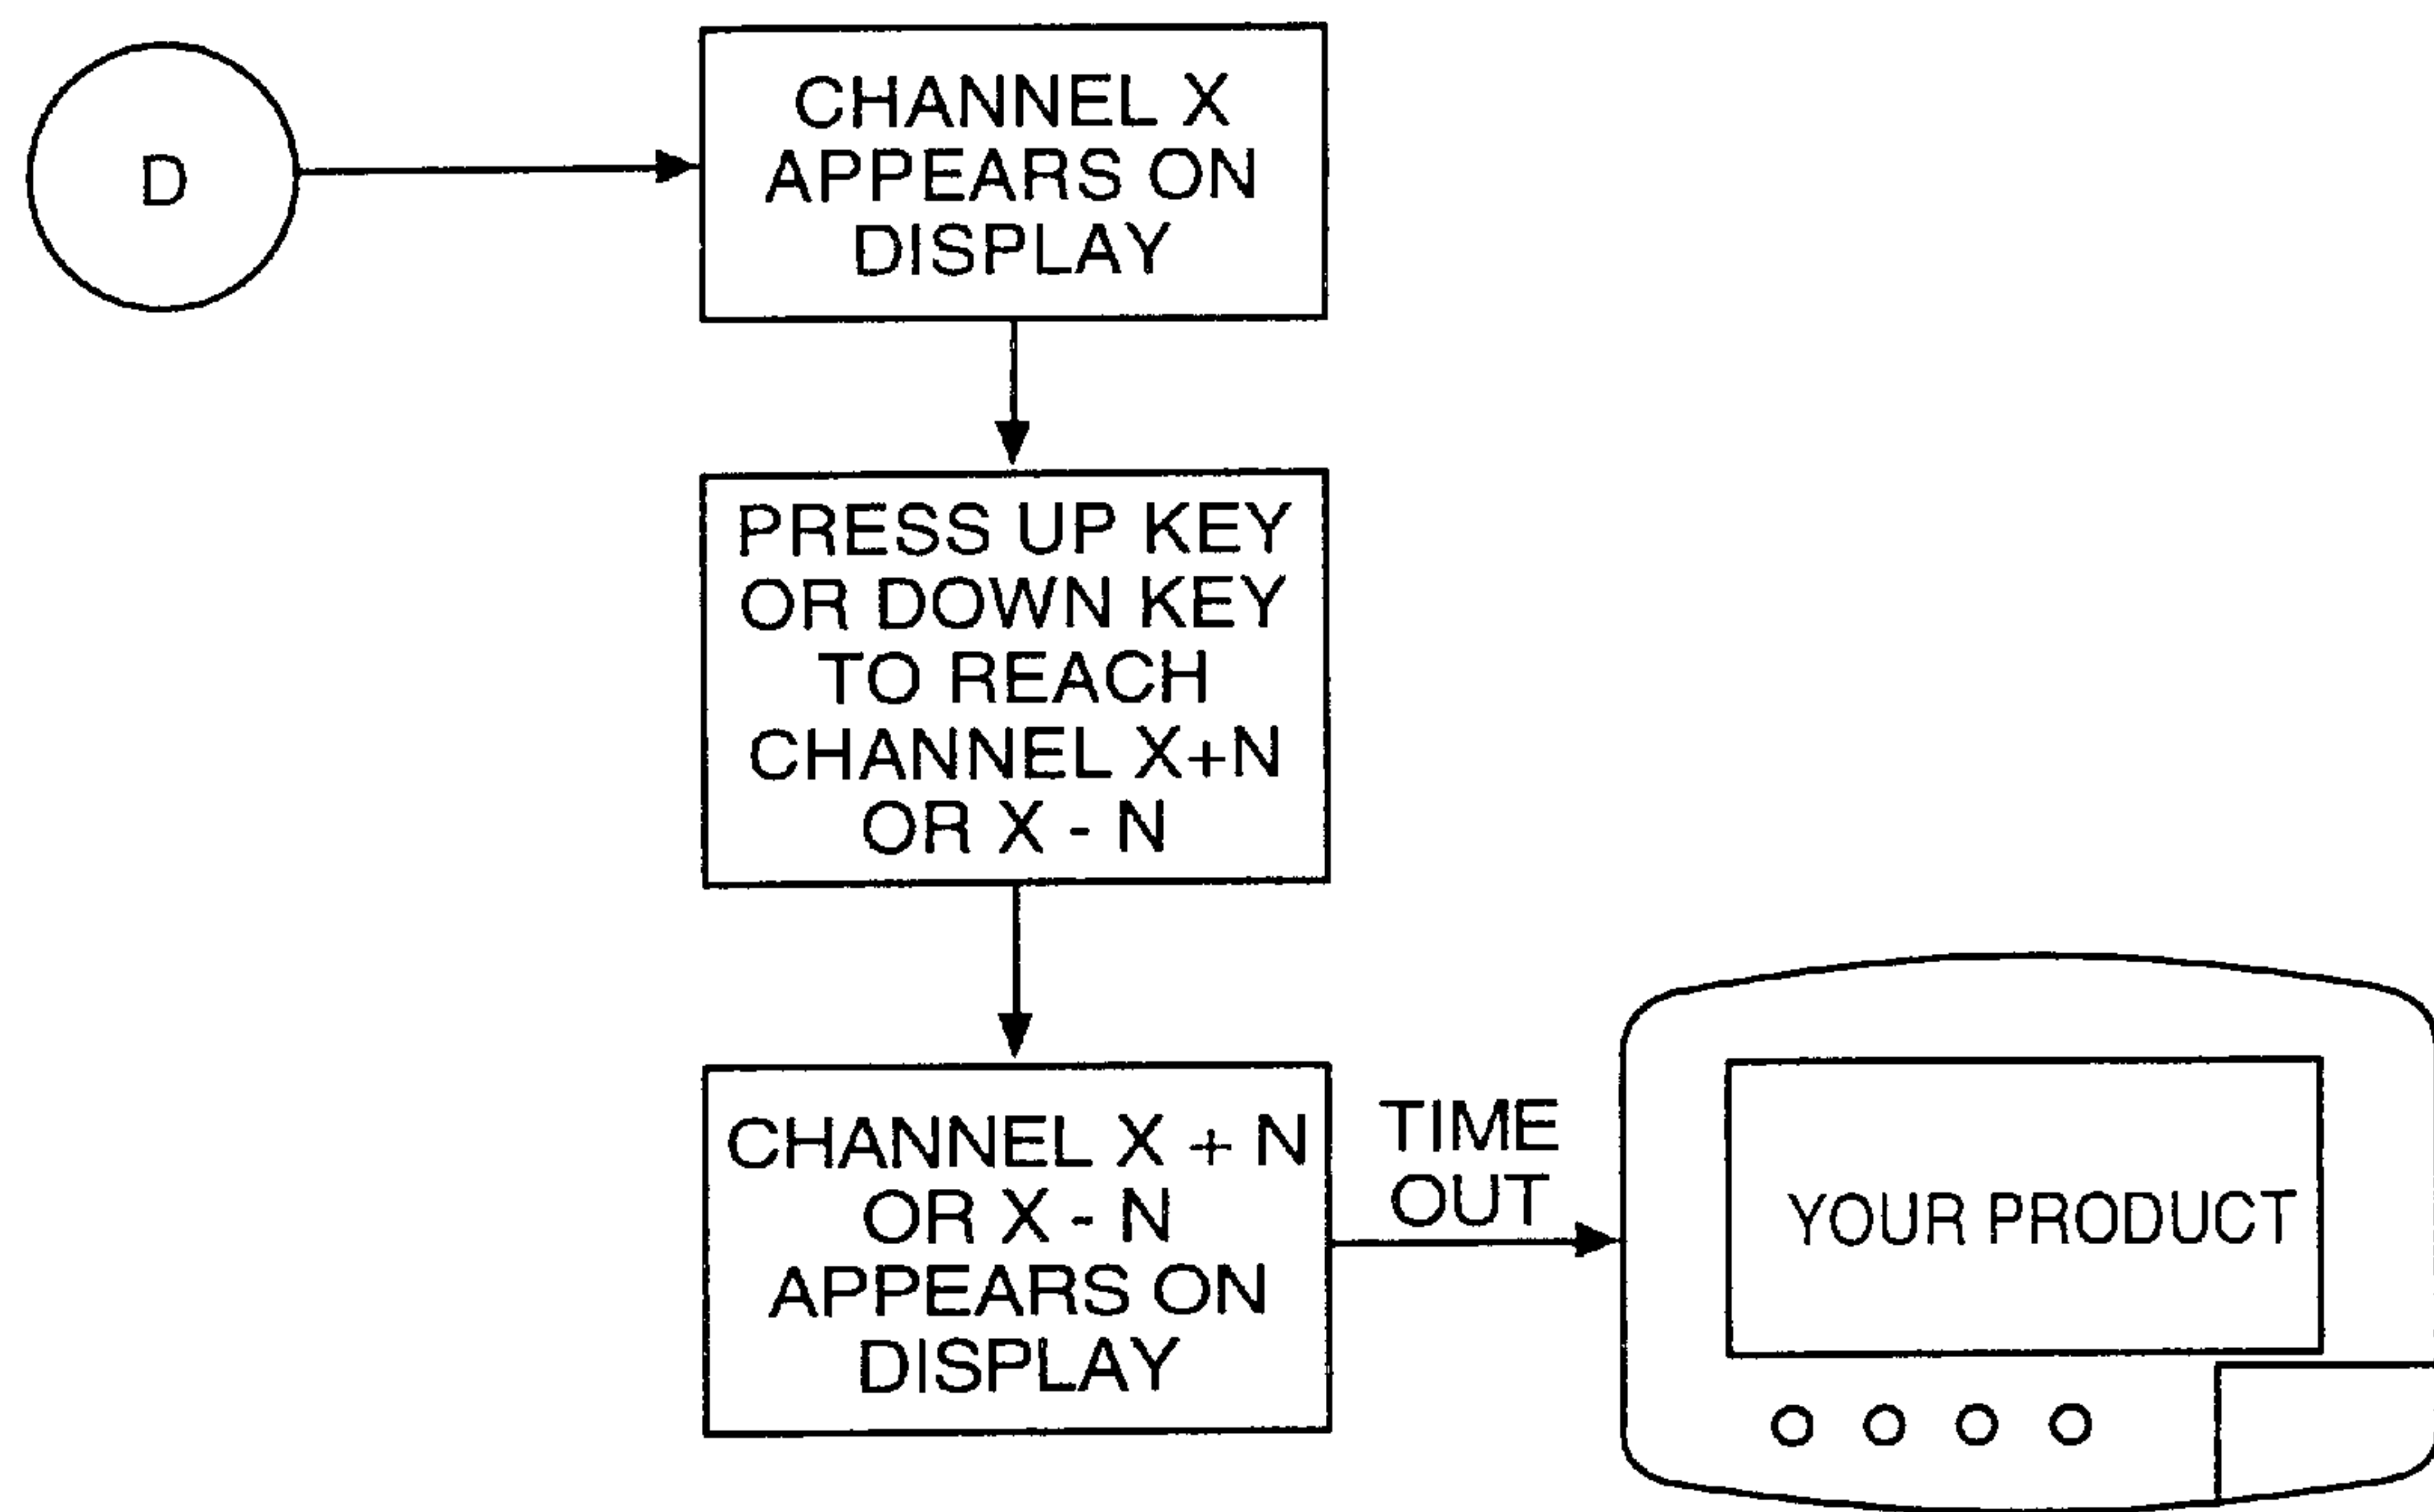 D
CHANNEL X
APPEARS ON
DISPLAY
PRESS UP KEY
OR DOWN KEY
TO REACH
CHANNEL X+N
OR X - N
CHANNEL X + N
OR X - N
APPEARS ON
DISPLAY
TIME
OUT
YOUR PRODUCT